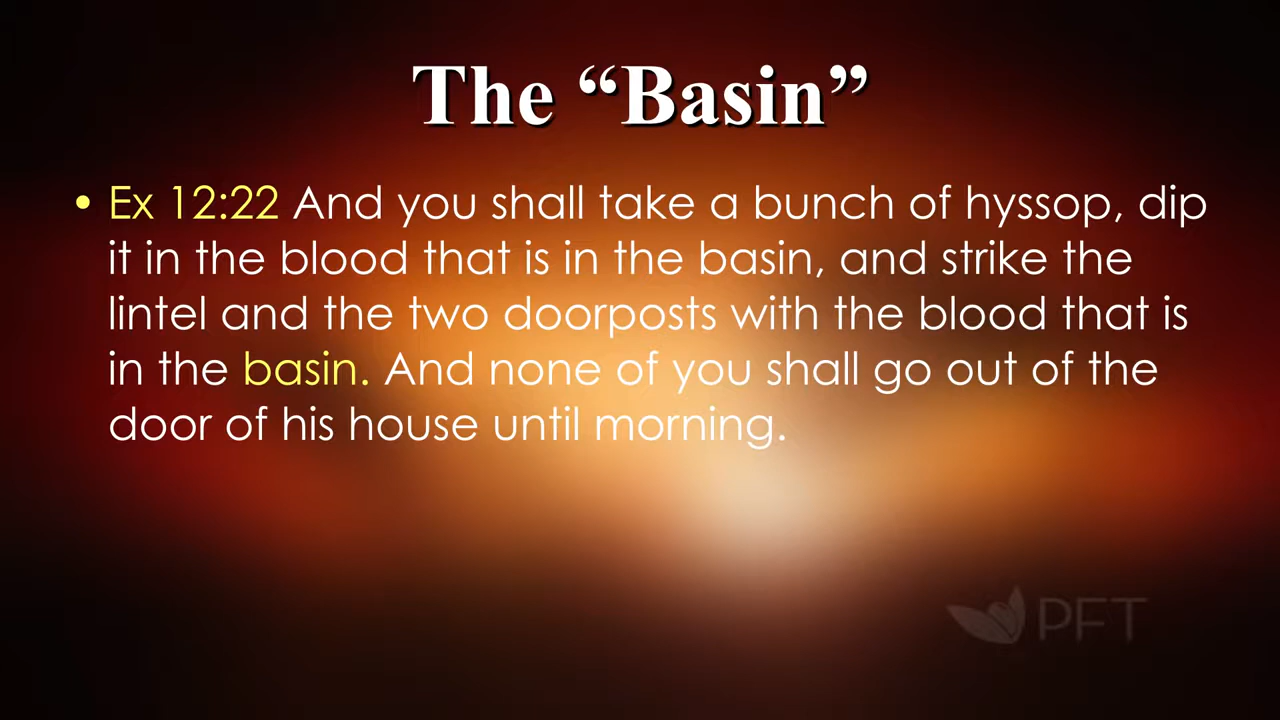 The “Basin”
• Ex 12:22 And you shall take a bunch of hyssop, dip
it in the blood that is in the basin, and strike the
lintel and the two doorposts with the blood that is
in the basin. And none of you shall go out of the
door of his house until morning.
PFT